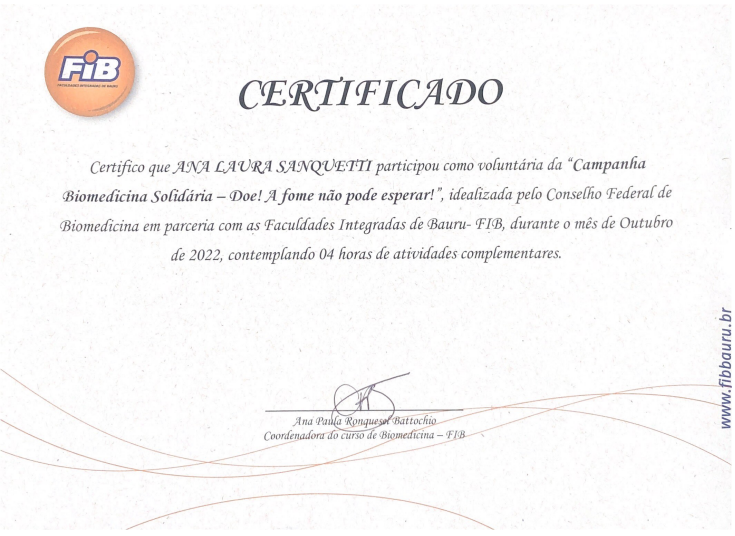 FiB
FACULDADES INTEGRADAS DE BAURU
CERTIFICADO
Certifico que ANA LAURA SANQUETTI participou como voluntária da “Campanha
Biomedicina Solidária – Doe! A fome não pode esperar!”, idealizada pelo Conselho Federal de
Biomedicina em parceria com as Faculdades Integradas de Bauru- FIB, durante o mês de Outubro
de 2022, contemplando 04 horas de atividades complementares.
Ana Paula Ronquesel Battochio
Coordenadora do curso de Biomedicina – FIB
www.fibbauru.br